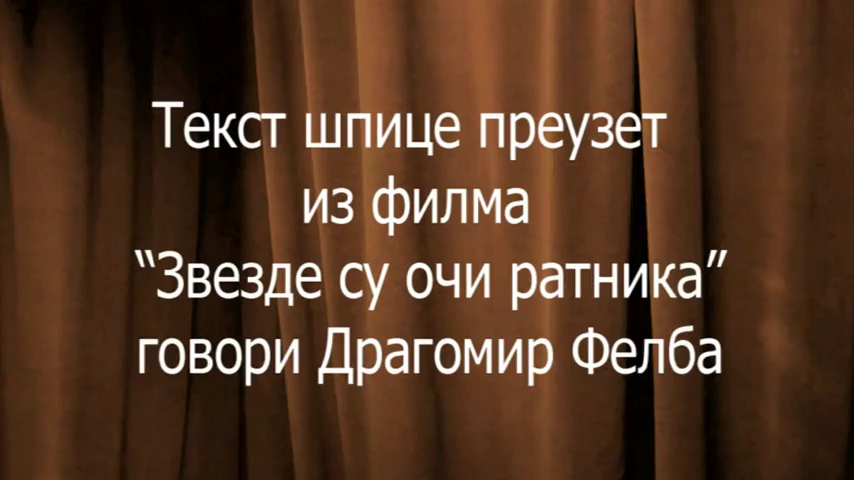 Текст шпице преузет
из филма
“Звезде су очи ратника”
говори Драгомир Фелба